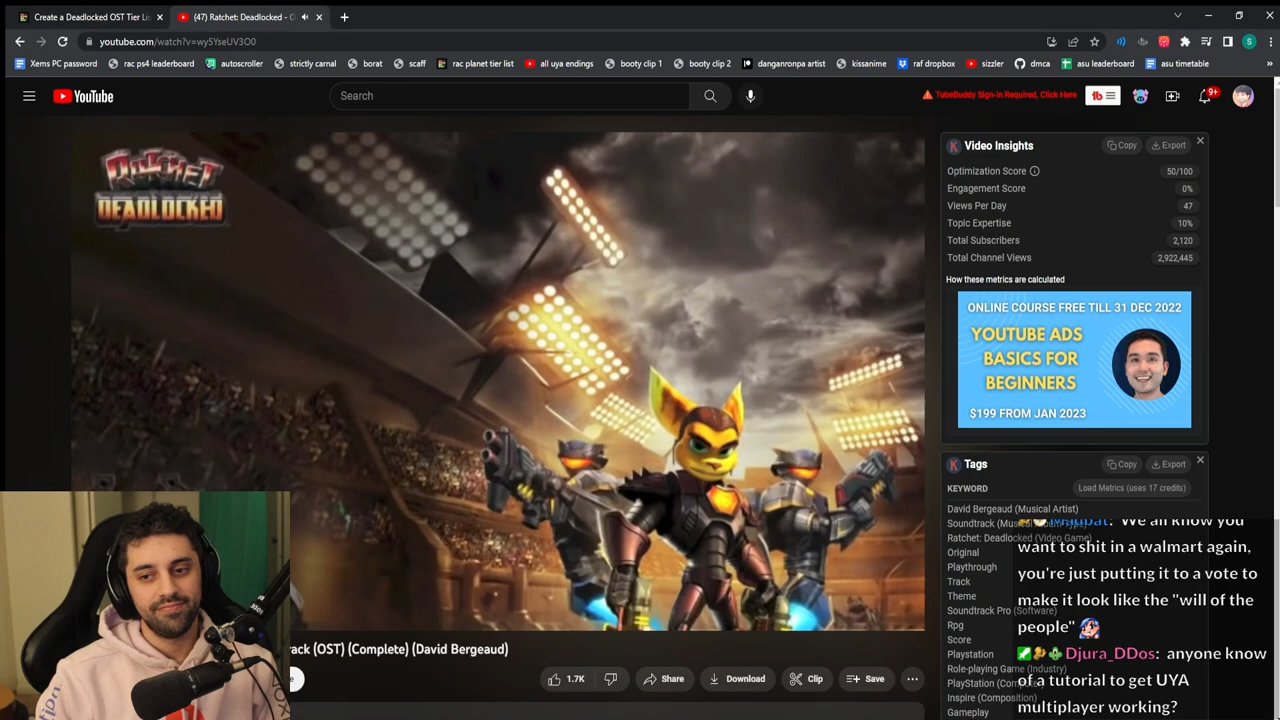 Create a Deadlocked OST Tier Lis
(47) Ratchet: Deadlocked - O
youtube.com/watch?v=wy5YseUV3O0
Xems PC password
rac ps4 leaderboard
autoscroller
strictly carnal
borat
scaff
rac planet tier list
all uya endings
booty clip 1
booty clip 2
danganronpa artist
kissanime
raf dropbox
sizzler
dmca
asu leaderboard
asu timetable
YouTube
Search
TubeBuddy Sign-in Required, Click Here
tb
9+
RATCHET
DEADLOCKED
Video Insights
Copy
Export
Optimization Score 50/100
Engagement Score 0%
Views Per Day 47
Topic Expertise 10%
Total Subscribers 2,120
Total Channel Views 2,922,445
How these metrics are calculated
ONLINE COURSE FREE TILL 31 DEC 2022
YOUTUBE ADS
BASICS FOR
BEGINNERS
$199 FROM JAN 2023
Tags
Copy
Export
KEYWORD
Load Metrics (uses 17 credits)
David Bergeaud (Musical Artist)
Ratchet: Deadlocked (Video Game)
Original
Playthrough
Track
Theme
Soundtrack Pro (Software)
Rpg
Score
Playstation
Role-playing Game (Industry)
Inspire (Composition)
Gameplay
We all know you
want to shit in a walmart again,
you're just putting it to a vote to
make it look like the "will of the
people"
Djura_DDos: anyone know
of a tutorial to get UYA
multiplayer working?
rack (OST) (Complete) (David Bergeaud)
1.7K
Share
Download
Clip
Save